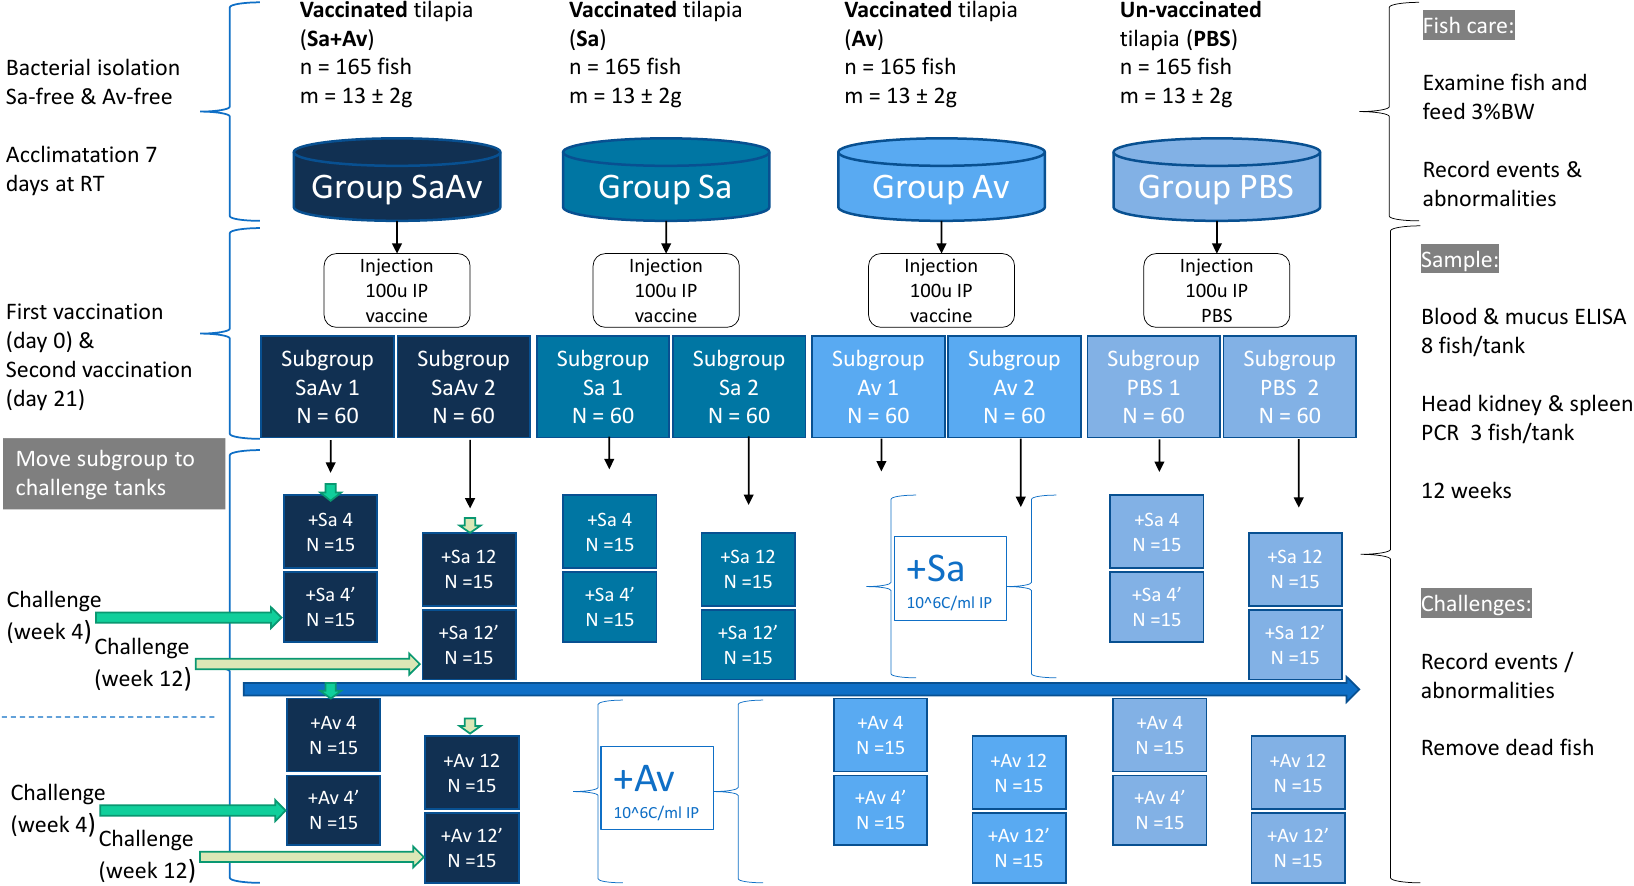 Vaccinated tilapia
(Sa+Av)
n = 165 fish
m = 13 ± 2g
Vaccinated tilapia
(Sa)
n = 165 fish
m = 13 ± 2g
Vaccinated tilapia
(Av)
n = 165 fish
m = 13 ± 2g
Un-vaccinated
tilapia (PBS)
n = 165 fish
m = 13 ± 2g
Bacterial isolation
Sa-free & Av-free
Acclimatation 7
days at RT
Group SaAv
Group Sa
Group Av
Group PBS
Fish care:
Examine fish and
feed 3%BW
Record events &
abnormalities
Injection
100u IP
vaccine
Injection
100u IP
vaccine
Injection
100u IP
vaccine
Injection
100u IP
PBS
First vaccination
(day 0) &
Second vaccination
(day 21)
Subgroup
SaAv 1
N = 60
Subgroup
SaAv 2
N = 60
Subgroup
Sa 1
N = 60
Subgroup
Sa 2
N = 60
Subgroup
Av 1
N = 60
Subgroup
Av 2
N = 60
Subgroup
PBS 1
N = 60
Subgroup
PBS 2
N = 60
Sample:
Blood & mucus ELISA
8 fish/tank
Head kidney & spleen
PCR 3 fish/tank
12 weeks
Move subgroup to
challenge tanks
Challenge
(week 4)
Challenge
(week 12)
+Sa 4
N =15
+Sa 4’
N =15
+Sa 12
N =15
+Sa 12’
N =15
+Sa 4
N =15
+Sa 4’
N =15
+Sa 12
N =15
+Sa 12’
N =15
+Sa
10^6C/ml IP
+Sa 4
N =15
+Sa 4’
N =15
+Sa 12
N =15
+Sa 12’
N =15
Challenges:
Record events /
abnormalities
Remove dead fish
Challenge
(week 4)
Challenge
(week 12)
+Av 4
N =15
+Av 4’
N =15
+Av 12
N =15
+Av 12’
N =15
+Av
10^6C/ml IP
+Av 4
N =15
+Av 4’
N =15
+Av 12
N =15
+Av 12’
N =15
+Av 4
N =15
+Av 4’
N =15
+Av 12
N =15
+Av 12’
N =15